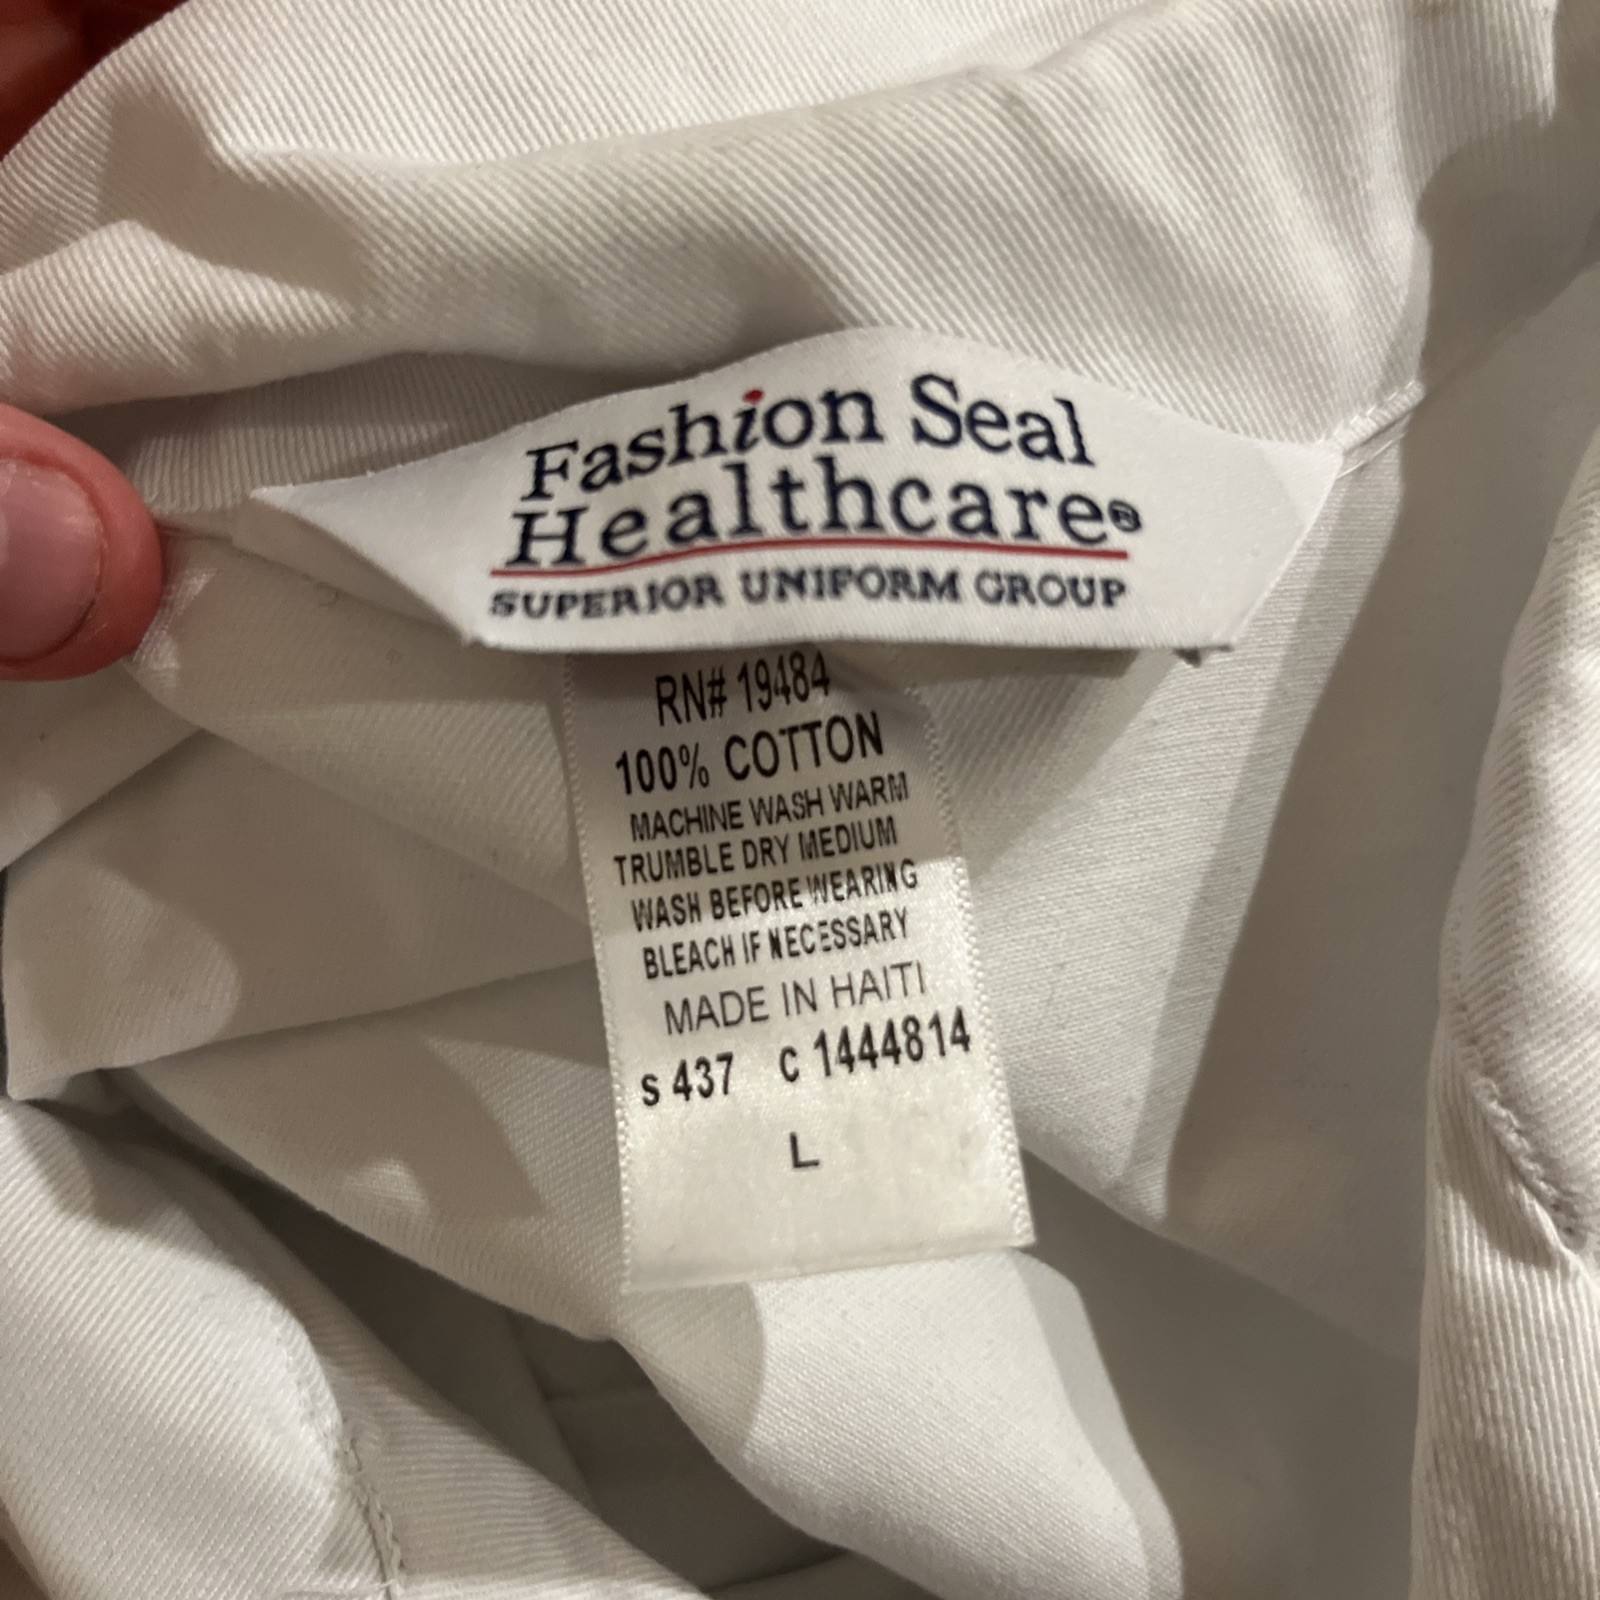 Fashion Seal
Healthcare®
SUPERIOR UNIFORM GROUP
RN# 19484
100% COTTON
MACHINE WASH WARM
TRUMBLE DRY MEDIUM
WASH BEFORE WEARING
BLEACH IF NECESSARY
MADE IN HAITI
S 437 C 1444814
L